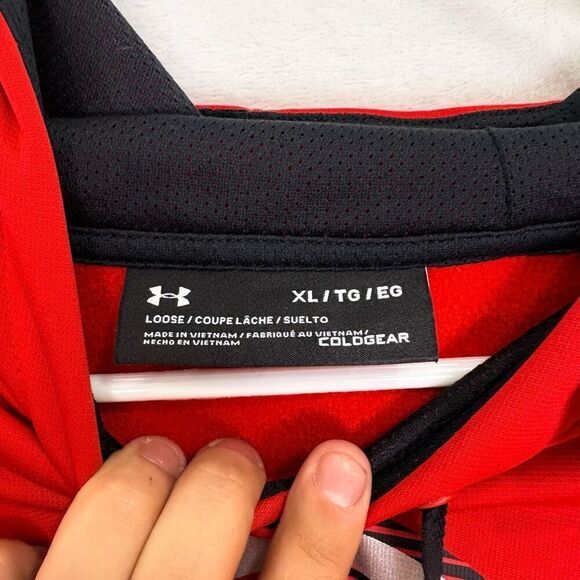 XL / TG / EG
LOOSE / COUPE LÂCHE / SUELTO
MADE IN VIETNAM / FABRIQUÉ AU VIETNAM /
HECHO EN VIETNAM
COLDGEAR